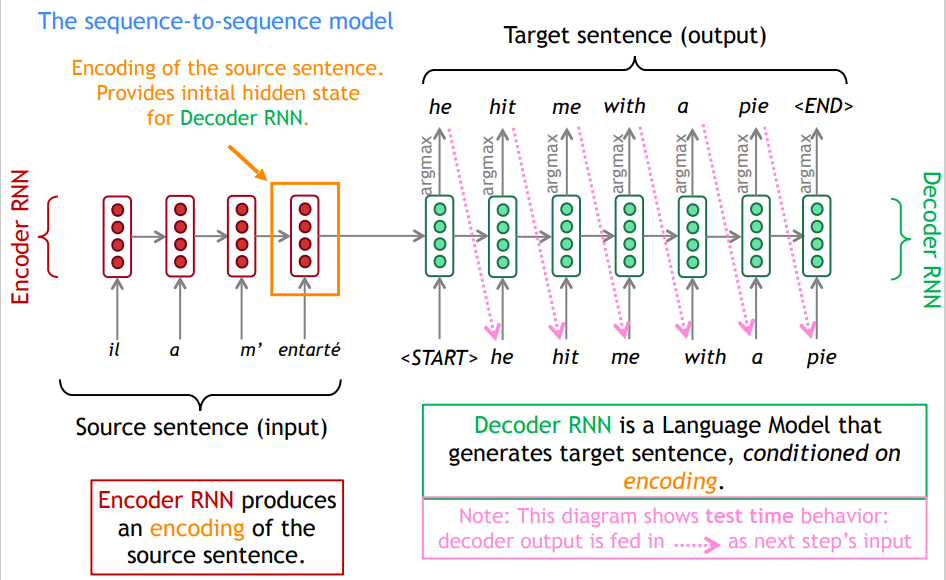 The sequence-to-sequence model
Target sentence (output)
Encoding of the source sentence.
Provides initial hidden state
for Decoder RNN.
he hit me with a pie <END>
argmax argmax argmax argmax argmax argmax argmax
Encoder RNN
Decoder RNN
il a m’ entarté
<START> he hit me with a pie
Source sentence (input)
Decoder RNN is a Language Model that
generates target sentence, conditioned on
encoding.
Encoder RNN produces
an encoding of the
source sentence.
Note: This diagram shows test time behavior:
decoder output is fed in as next step’s input